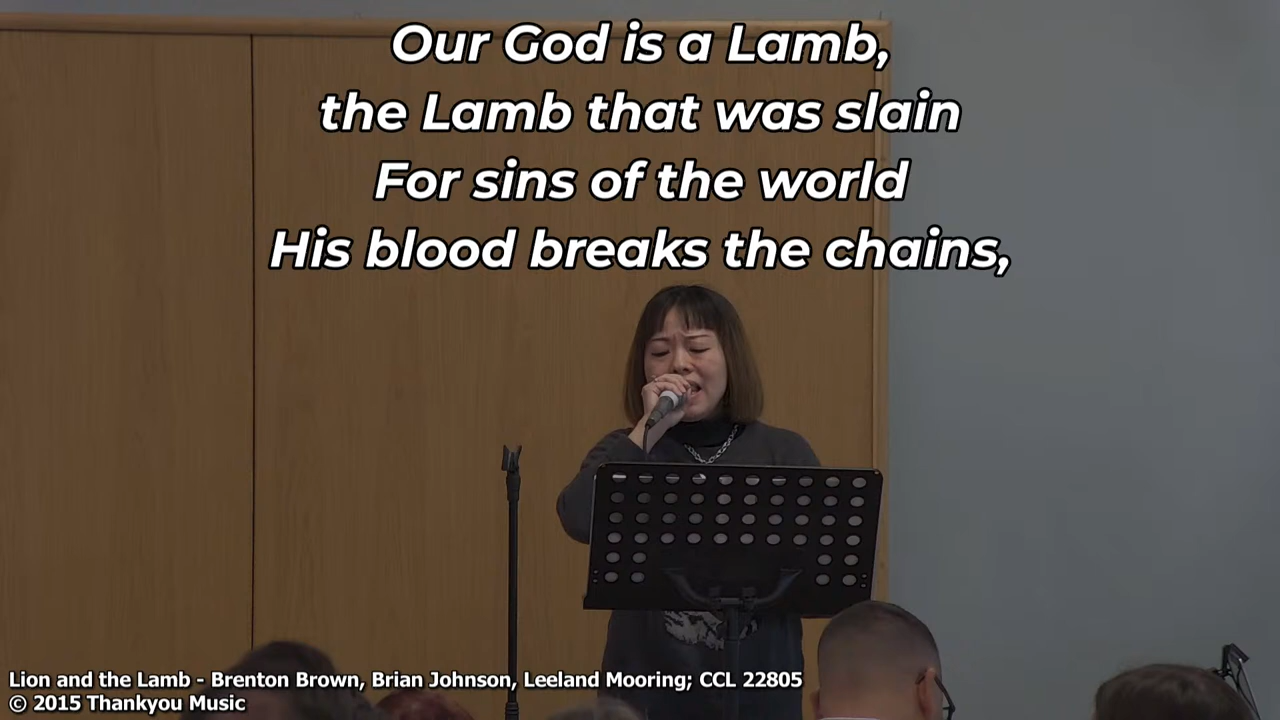 Our God is a Lamb,
the Lamb that was slain
For sins of the world
His blood breaks the chains,
Lion and the Lamb - Brenton Brown, Brian Johnson, Leeland Mooring; CCL 22805
© 2015 Thankyou Music